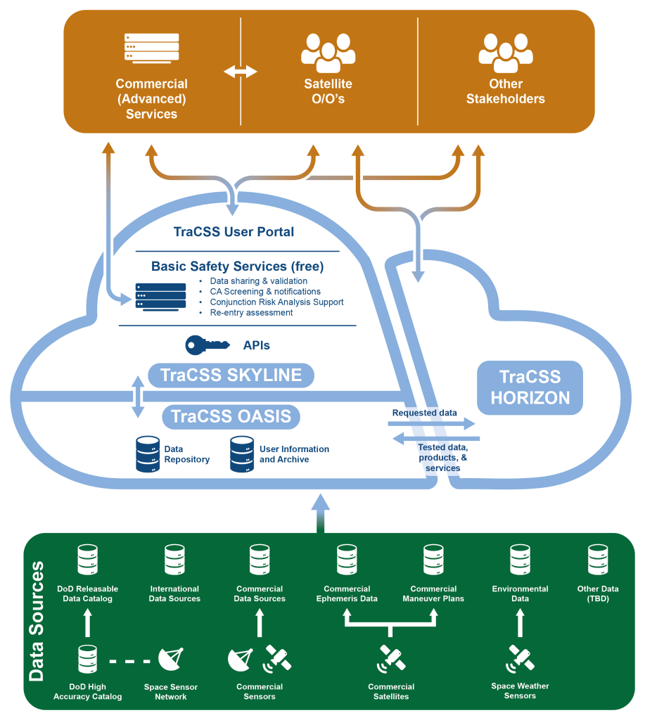 Commercial
(Advanced)
Services
Satellite
O/O's
Other
Stakeholders
TraCSS User Portal
Basic Safety Services (free)
• Data sharing & validation
• CA Screening & notifications
• Conjunction Risk Analysis Support
• Re-entry assessment
APIs
TraCSS SKYLINE
TraCSS OASIS
Data
Repository
User Information
and Archive
Requested data
Tested data,
products, &
services
TraCSS
HORIZON
Data Sources
DoD Releasable
Data Catalog
International
Data Sources
Commercial
Data Sources
Commercial
Ephemeris Data
Commercial
Maneuver Plans
Environmental
Data
Other Data
(TBD)
DoD High
Accuracy Catalog
Space Sensor
Network
Commercial
Sensors
Commercial
Satellites
Space Weather
Sensors